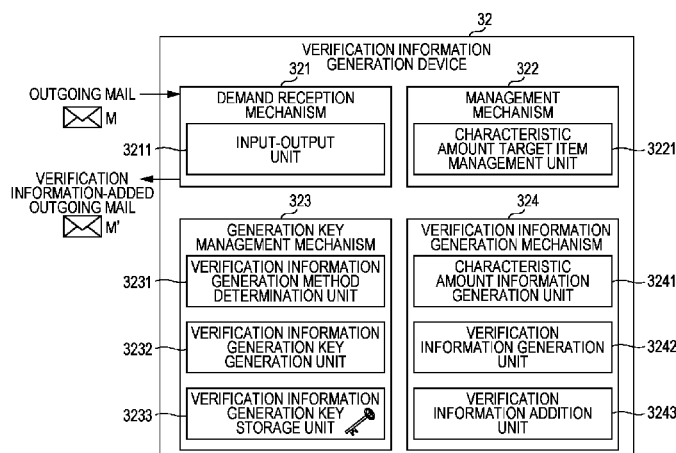 32
VERIFICATION INFORMATION
GENERATION DEVICE
321
322
OUTGOING MAIL
M
DEMAND RECEPTION
MECHANISM
MANAGEMENT
MECHANISM
3211
INPUT-OUTPUT
UNIT
CHARACTERISTIC
AMOUNT TARGET ITEM
MANAGEMENT UNIT
3221
VERIFICATION
INFORMATION-ADDED
OUTGOING MAIL
M'
323
324
GENERATION KEY
MANAGEMENT MECHANISM
VERIFICATION INFORMATION
GENERATION MECHANISM
3231
VERIFICATION INFORMATION
GENERATION METHOD
DETERMINATION UNIT
CHARACTERISTIC
AMOUNT INFORMATION
GENERATION UNIT
3241
3232
VERIFICATION INFORMATION
GENERATION KEY
GENERATION UNIT
VERIFICATION
INFORMATION GENERATION
UNIT
3242
3233
VERIFICATION INFORMATION
GENERATION KEY
STORAGE UNIT
VERIFICATION
INFORMATION ADDITION
UNIT
3243